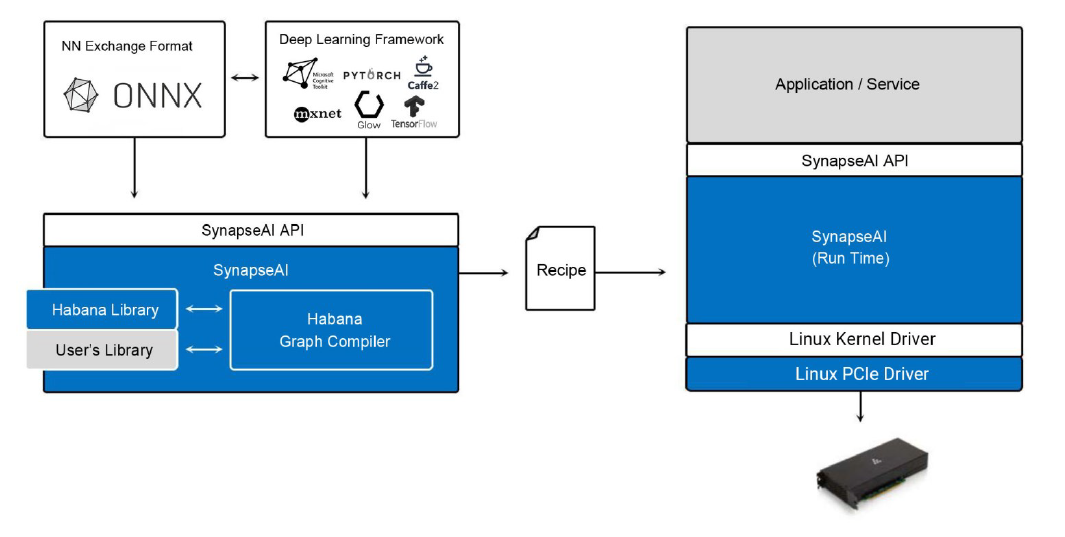 NN Exchange Format
ONNX
Deep Learning Framework
Microsoft
Cognitive
Toolkit
PYTORCH
Caffe2
mxnet
Glow
TensorFlow
SynapseAI API
SynapseAI
Habana Library
User's Library
Habana
Graph Compiler
Recipe
Application / Service
SynapseAI API
SynapseAI
(Run Time)
Linux Kernel Driver
Linux PCIe Driver